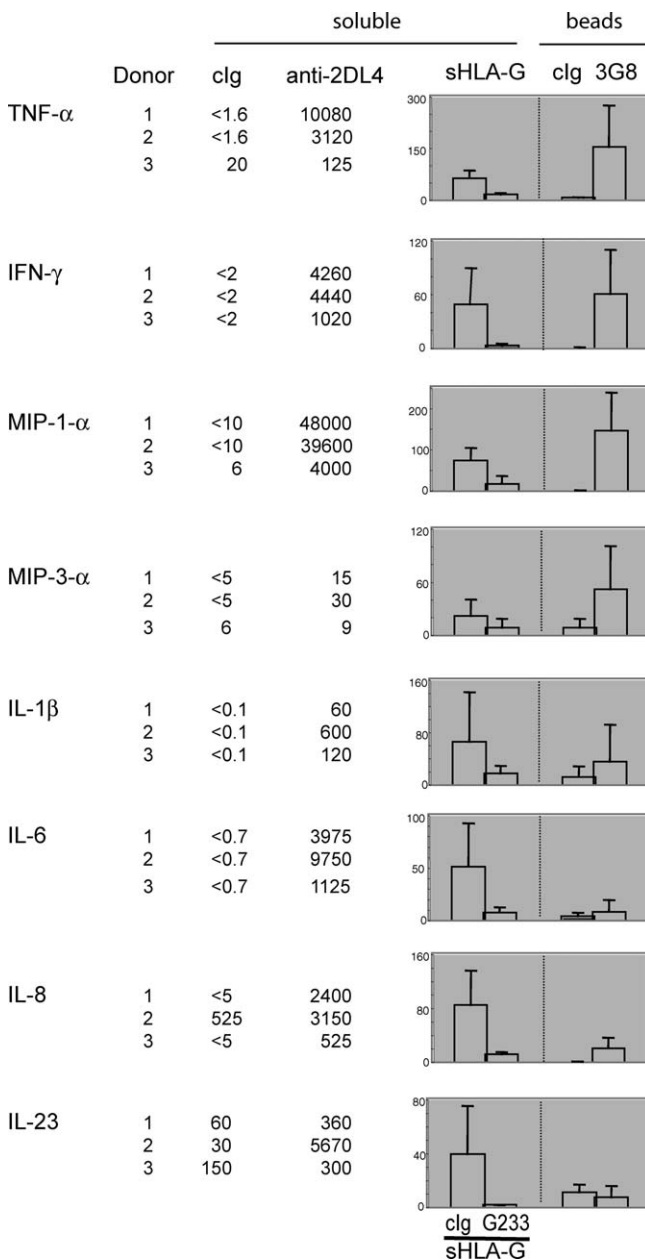 soluble beads
Donor cIg anti-2DL4 sHLA-G cIg 3G8
TNF-α 1 <1.6 10080 300
2 <1.6 3120 150
3 20 125 0
IFN-γ 1 <2 4260 120
2 <2 4440 60
3 <2 1020 0
MIP-1-α 1 <10 48000 200
2 <10 39600 100
3 6 4000 0
MIP-3-α 1 <5 15 120
2 <5 30 60
3 6 9 0
IL-1β 1 <0.1 60 160
2 <0.1 600 80
3 <0.1 120 0
IL-6 1 <0.7 3975 100
2 <0.7 9750 50
3 <0.7 1125 0
IL-8 1 <5 2400 160
2 525 3150 80
3 <5 525 0
IL-23 1 60 360 80
2 30 5670 40
3 150 300 0
cIg G233
sHLA-G